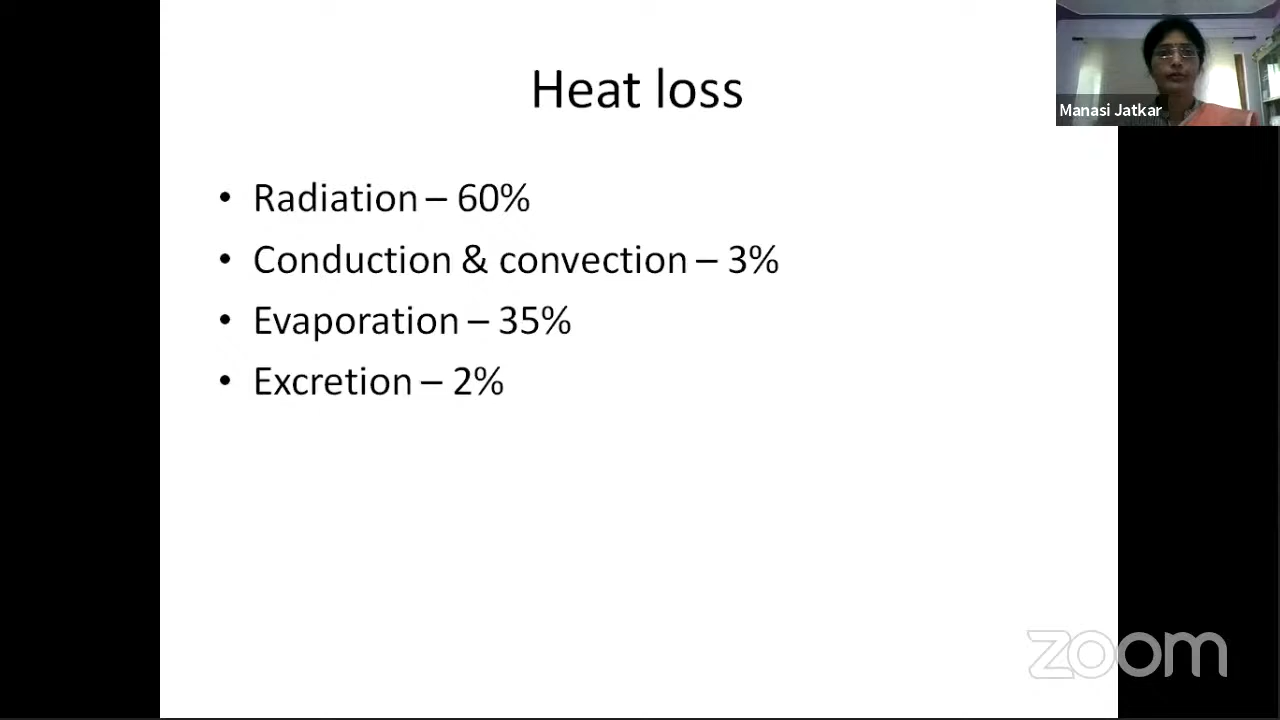 Heat loss
Manasi Jatkar
• Radiation – 60%
• Conduction & convection – 3%
• Evaporation – 35%
• Excretion – 2%
zoom